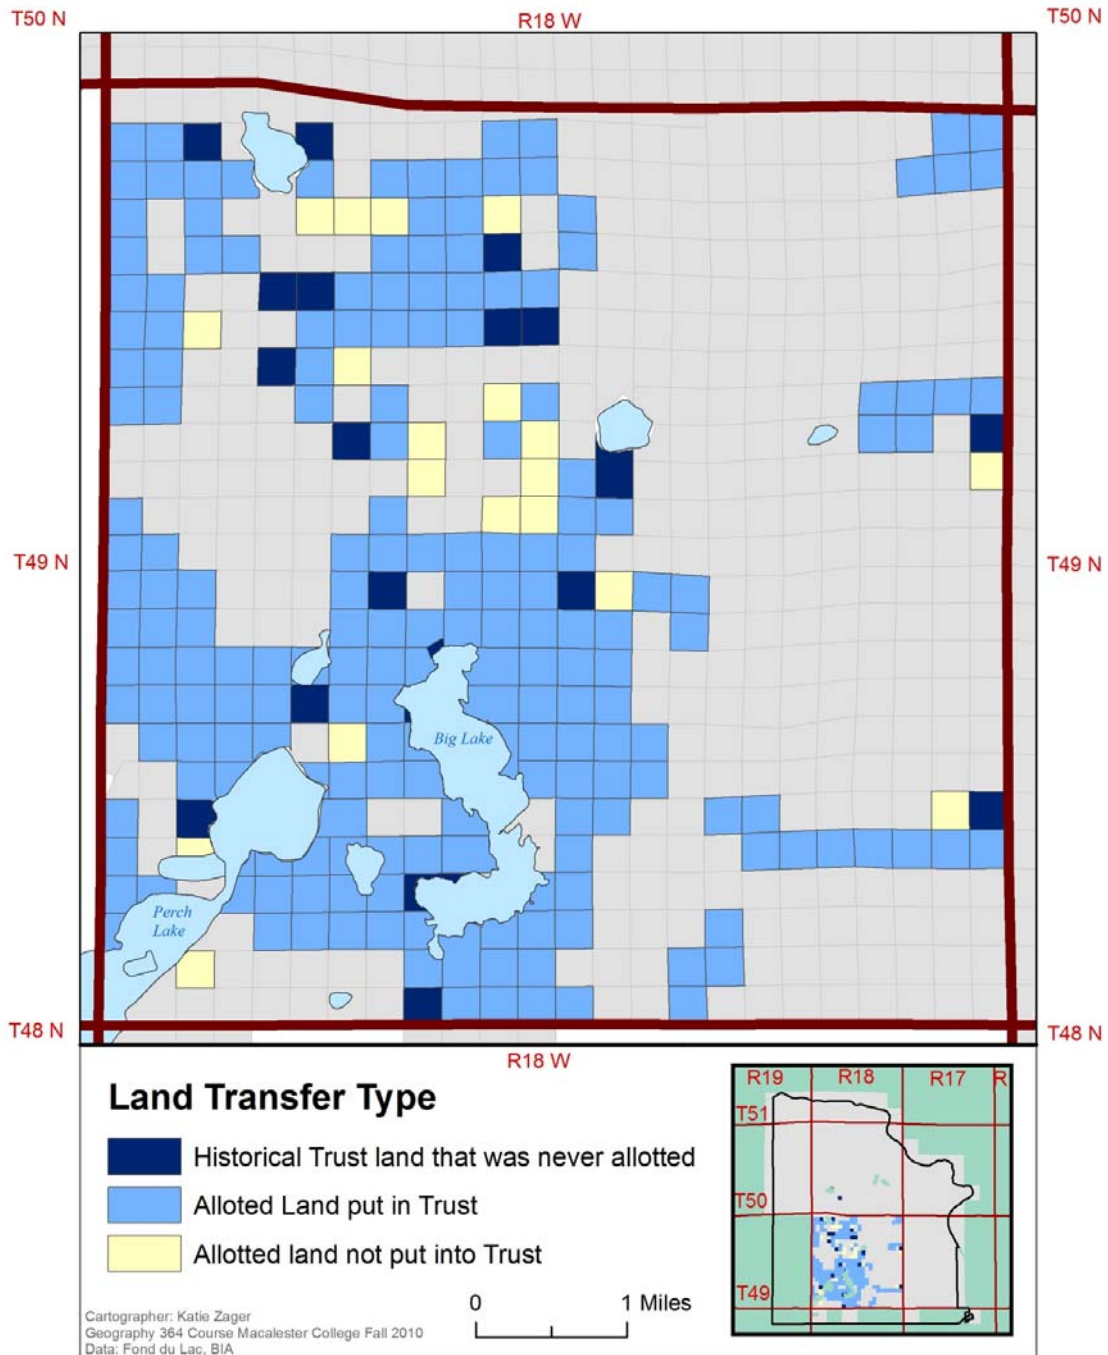 T50 N
R18 W
T50 N
T49 N
T49 N
Big Lake
Perch
Lake
T48 N
T48 N
R18 W
Land Transfer Type
Historical Trust land that was never allotted
Alloted Land put in Trust
Allotted land not put into Trust
0
1 Miles
Cartographer: Katie Zager
Geography 364 Course Macalester College Fall 2010
Data: Fond du Lac, BIA
R19
R18
R17
R
T51
T50
T49